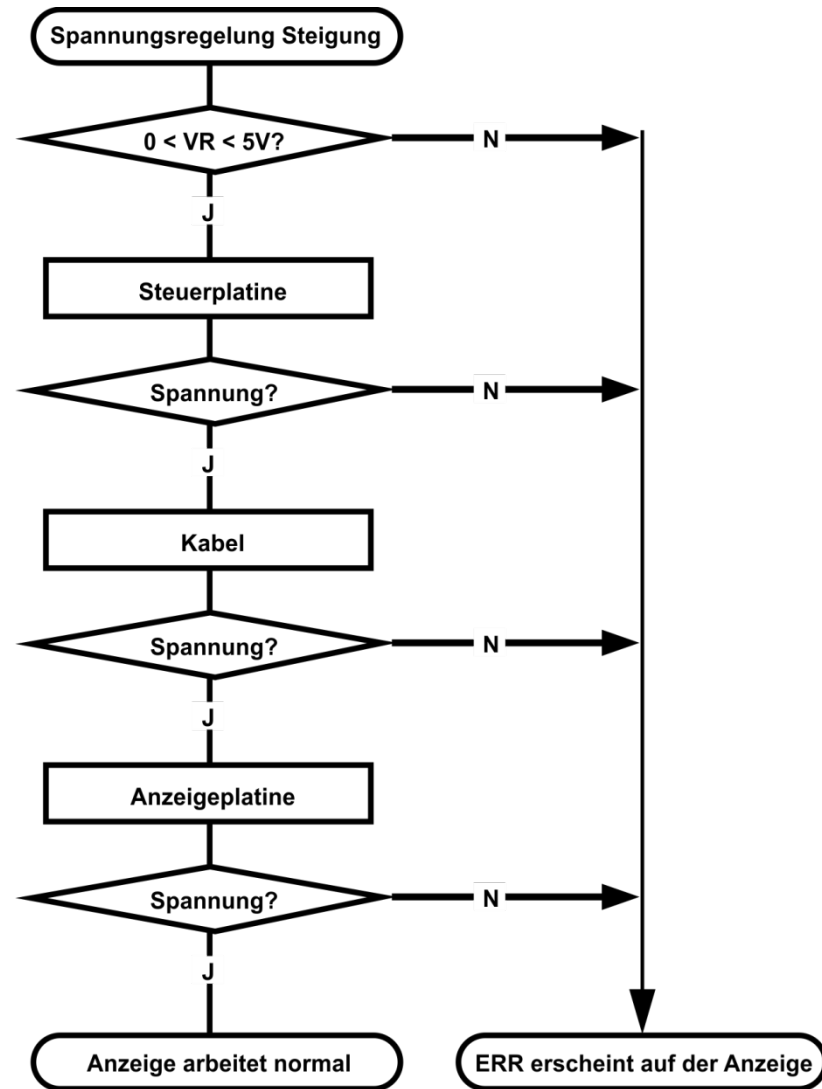 Spannungsregelung Steigung
0 < VR < 5V?
N
J
Steuerplatine
Spannung?
N
J
Kabel
Spannung?
N
J
Anzeigeplatine
Spannung?
N
J
Anzeige arbeitet normal
ERR erscheint auf der Anzeige